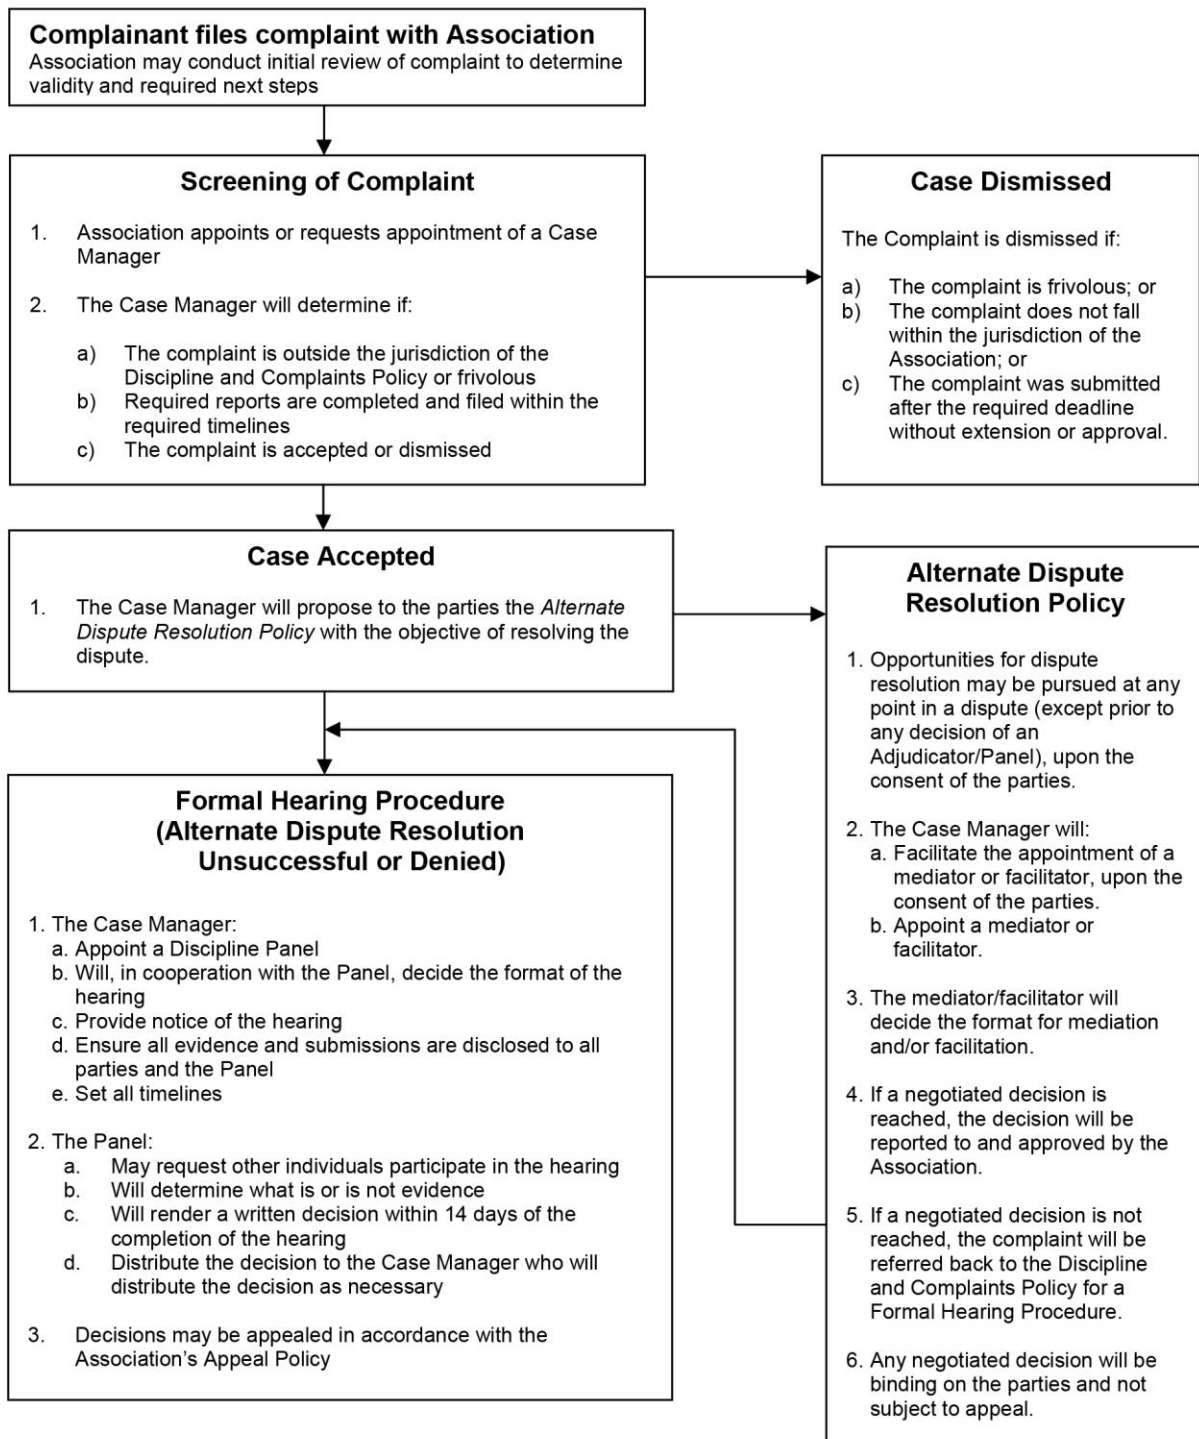 Complainant files complaint with Association
Association may conduct initial review of complaint to determine
validity and required next steps
Screening of Complaint
1. Association appoints or requests appointment of a Case
Manager
2. The Case Manager will determine if:
a) The complaint is outside the jurisdiction of the
Discipline and Complaints Policy or frivolous
b) Required reports are completed and filed within the
required timelines
c) The complaint is accepted or dismissed
Case Dismissed
The Complaint is dismissed if:
a) The complaint is frivolous; or
b) The complaint does not fall
within the jurisdiction of the
Association; or
c) The complaint was submitted
after the required deadline
without extension or approval.
Case Accepted
1. The Case Manager will propose to the parties the Alternate
Dispute Resolution Policy with the objective of resolving the
dispute.
Alternate Dispute
Resolution Policy
1. Opportunities for dispute
resolution may be pursued at any
point in a dispute (except prior to
any decision of an
Adjudicator/Panel), upon the
consent of the parties.
2. The Case Manager will:
a. Facilitate the appointment of a
mediator or facilitator, upon the
consent of the parties.
b. Appoint a mediator or
facilitator.
3. The mediator/facilitator will
decide the format for mediation
and/or facilitation.
4. If a negotiated decision is
reached, the decision will be
reported to and approved by the
Association.
5. If a negotiated decision is not
reached, the complaint will be
referred back to the Discipline
and Complaints Policy for a
Formal Hearing Procedure.
6. Any negotiated decision will be
binding on the parties and not
subject to appeal.
Formal Hearing Procedure
(Alternate Dispute Resolution
Unsuccessful or Denied)
1. The Case Manager:
a. Appoint a Discipline Panel
b. Will, in cooperation with the Panel, decide the format of the
hearing
c. Provide notice of the hearing
d. Ensure all evidence and submissions are disclosed to all
parties and the Panel
e. Set all timelines
2. The Panel:
a. May request other individuals participate in the hearing
b. Will determine what is or is not evidence
c. Will render a written decision within 14 days of the
completion of the hearing
d. Distribute the decision to the Case Manager who will
distribute the decision as necessary
3. Decisions may be appealed in accordance with the
Association's Appeal Policy